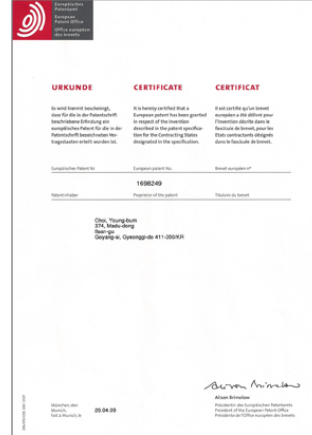 Europäisches
Patentamt
European
Patent Office
Office européen
des brevets
URKUNDE
CERTIFICATE
CERTIFICAT
Es wird hiermit bescheinigt,
dass für die in der Patentschrift
beschriebene Erfindung ein
europäisches Patent für die in der
Patentschrift bezeichneten Ver-
tragsstaaten erteilt worden ist.
It is hereby certified that a
European patent has been granted
in respect of the invention
described in the patent specifica-
tion for the Contracting States
designated in the specification.
Il est certifié qu'un brevet
européen a été délivré pour
l'invention décrite dans le
fascicule de brevet, pour les
Etats contractants désignés
dans le fascicule de brevet.
Europäisches Patent Nr.
European patent No.
Brevet européen n°
1698249
Patentinhaber
Proprietor of the patent
Titulaire du brevet
Choi, Young-bum
374, Madu-dong
Ilsan-gu
Goyang-si, Gyeonggi-do 411-350/KR
Alison Brimelow
Präsidentin des Europäischen Patentamts
President of the European Patent Office
Présidente de l'Office européen des brevets
München, den
Munich,
Fait à Munich, le
29.04.09